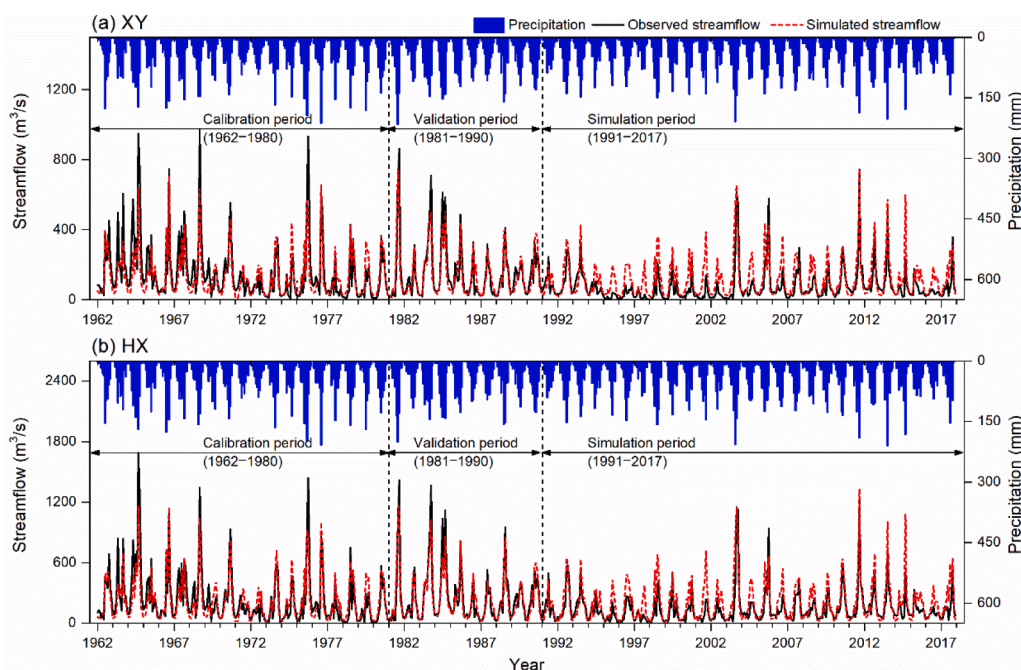 (a) XY
Precipitation Observed streamflow Simulated streamflow
1200
800
400
0
Streamflow (m³/s)
0
150
300
450
600
Precipitation (mm)
Calibration period
(1962−1980)
Validation period
(1981−1990)
Simulation period
(1991−2017)
1962 1967 1972 1977 1982 1987 1992 1997 2002 2007 2012 2017
(b) HX
2400
1800
1200
600
0
Streamflow (m³/s)
0
150
300
450
600
Precipitation (mm)
Calibration period
(1962−1980)
Validation period
(1981−1990)
Simulation period
(1991−2017)
1962 1967 1972 1977 1982 1987 1992 1997 2002 2007 2012 2017
Year